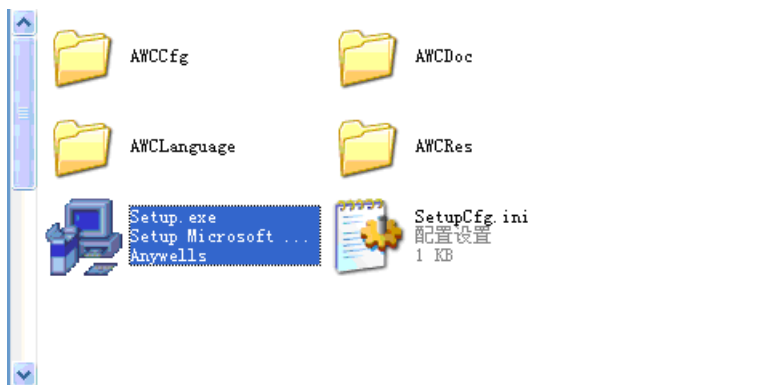 AWCCfg
AWCDoc
AWCLanguage
AWCRes
Setup.exe
Setup Microsoft ...
Anywells
SetupCfg.ini
配置设置
1 KB